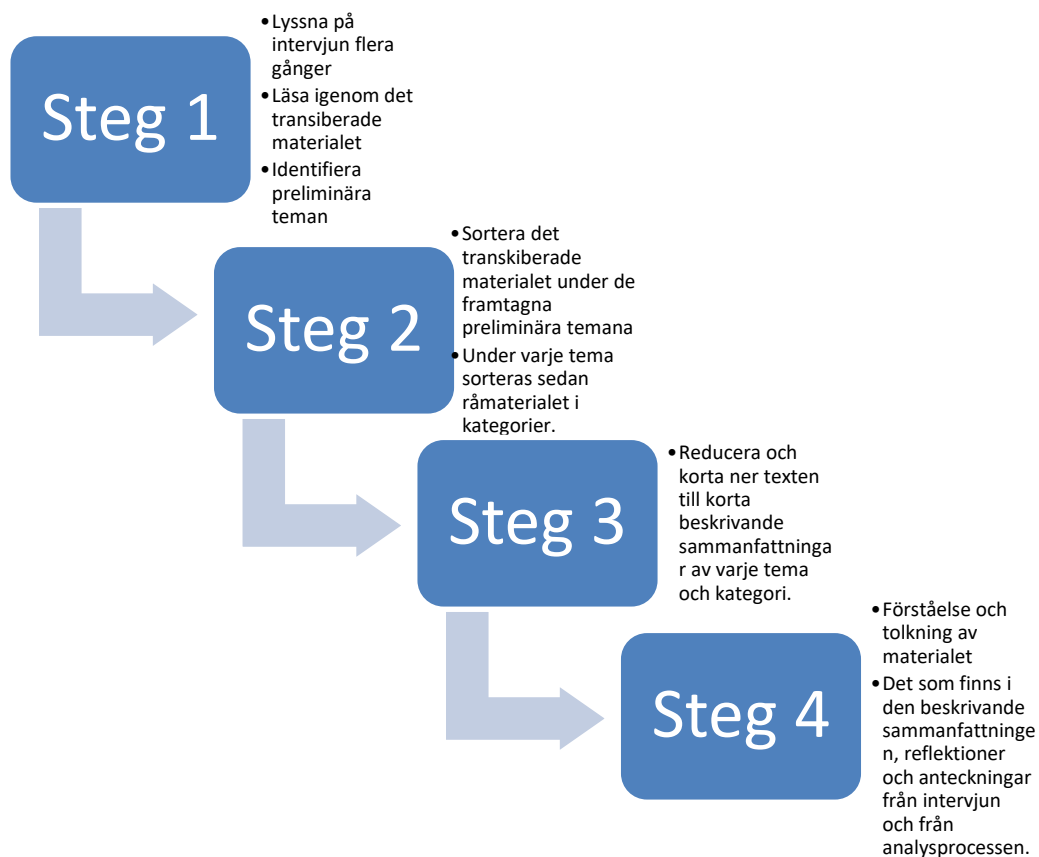 Steg 1
•Lyssna på
intervjun flera
gånger
•Läsa igenom det
transiberade
materialet
•Identifiera
preliminära
teman
Steg 2
•Sortera det
transkiberade
materialet under de
framtagna
preliminära temana
•Under varje tema
sorteras sedan
råmaterialet i
kategorier.
Steg 3
•Reducera och
korta ner texten
till korta
beskrivande
sammanfattninga
r av varje tema
och kategori.
Steg 4
•Förståelse och
tolkning av
materialet
•Det som finns i
den beskrivande
sammanfattninge
n, reflektioner
och anteckningar
från intervjun
och från
analysprocessen.